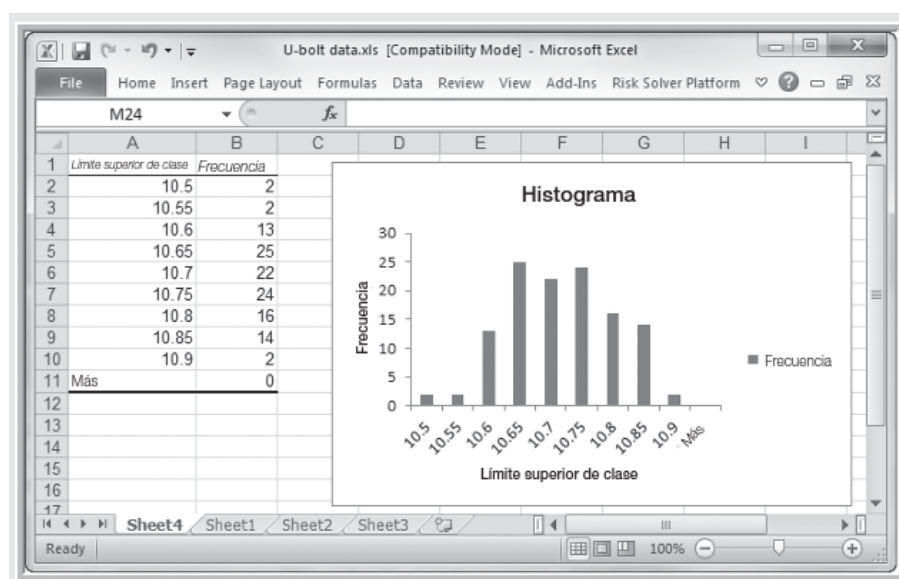 U-bolt data.xls [Compatibility Mode] - Microsoft Excel
File Home Insert Page Layout Formulas Data Review View Add-Ins Risk Solver Platform
M24 fx
A B C D E F G H I
1 Límite superior de clase Frecuencia
2 10.5 2
3 10.55 2
4 10.6 13
5 10.65 25
6 10.7 22
7 10.75 24
8 10.8 16
9 10.85 14
10 10.9 2
11 Más 0
12
13
14
15
16
17
Histograma
Frecuencia
30
25
20
15
10
5
0
10.5 10.55 10.6 10.65 10.7 10.75 10.8 10.85 10.9 Más
Límite superior de clase
Frecuencia
Sheet4 Sheet1 Sheet2 Sheet3
Ready 100%